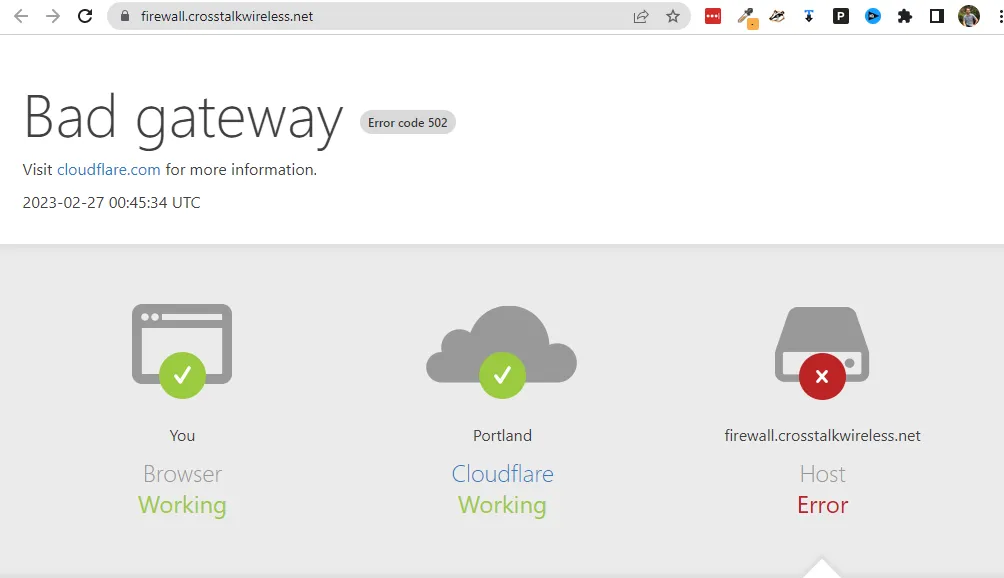 firewall.crosstalkwireless.net
P
Bad gateway Error code 502
Visit cloudflare.com for more information.
2023-02-27 00:45:34 UTC
You
Browser
Working
Portland
Cloudflare
Working
firewall.crosstalkwireless.net
Host
Error